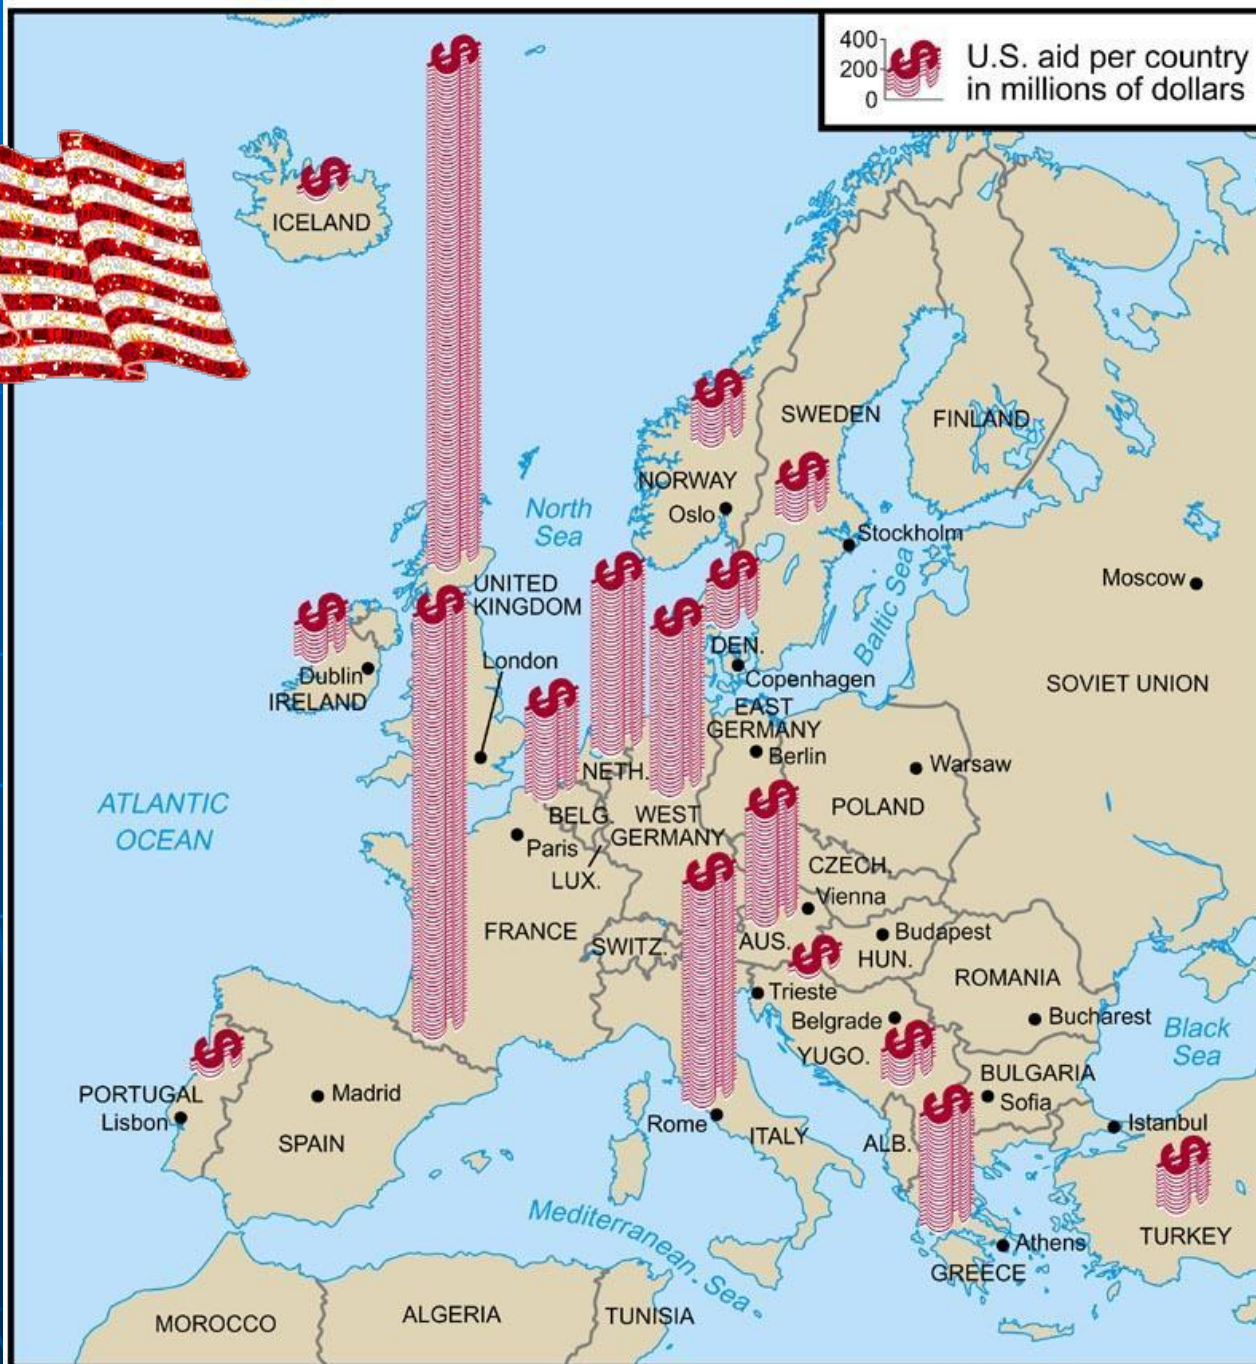 400
200
0
U.S. aid per country
in millions of dollars
ICELAND
SWEDEN
FINLAND
NORWAY
Oslo
North
Sea
Stockholm
Baltic Sea
Moscow
UNITED
KINGDOM
London
Dublin
IRELAND
DEN.
Copenhagen
SOVIET UNION
EAST
GERMANY
Berlin
Warsaw
NETH.
POLAND
ATLANTIC
OCEAN
BELG.
WEST
GERMANY
Paris
LUX.
CZECH.
Vienna
FRANCE
SWITZ.
AUS.
Budapest
HUN.
ROMANIA
Trieste
Belgrade
Bucharest
Black
Sea
YUGO.
BULGARIA
Sofia
PORTUGAL
Lisbon
Madrid
SPAIN
Rome
ITALY
ALB.
Istanbul
Mediterranean Sea
TURKEY
Athens
GREECE
MOROCCO
ALGERIA
TUNISIA